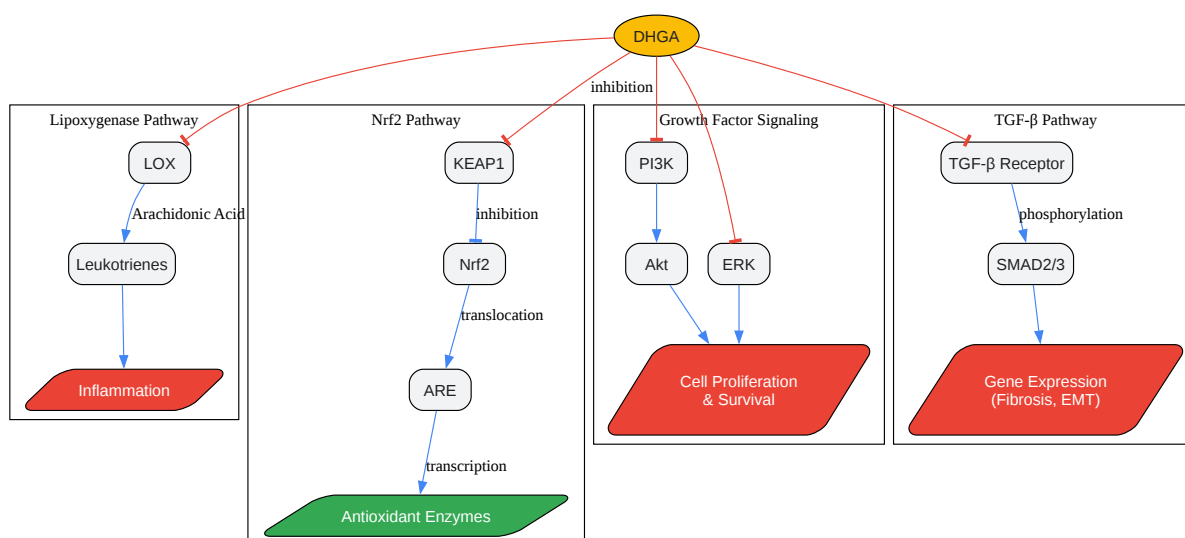 DHGA
inhibition
Lipoxygenase Pathway
LOX
Arachidonic Acid
Leukotrienes
Inflammation
Nrf2 Pathway
KEAP1
inhibition
Nrf2
translocation
ARE
transcription
Antioxidant Enzymes
Growth Factor Signaling
PI3K
Akt
ERK
Cell Proliferation
& Survival
TGF-β Pathway
TGF-β Receptor
phosphorylation
SMAD2/3
Gene Expression
(Fibrosis, EMT)